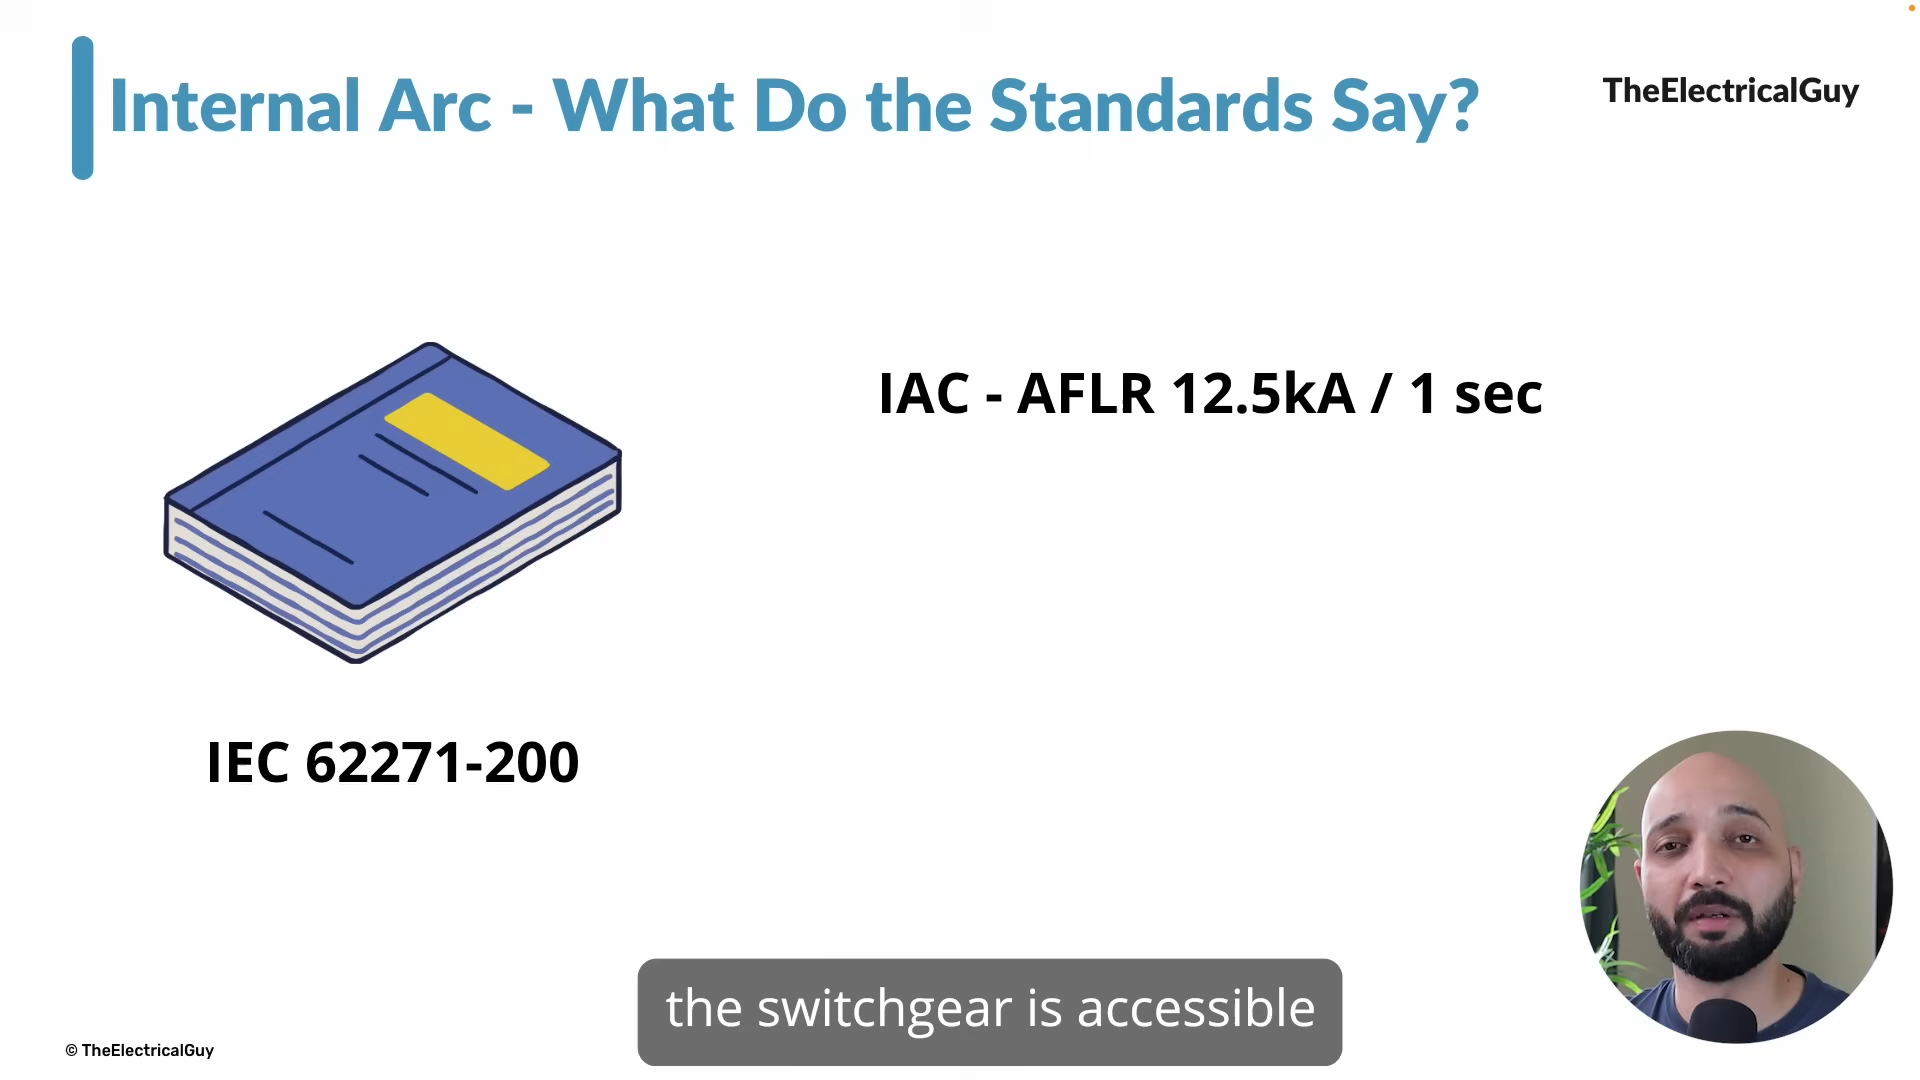 Internal Arc - What Do the Standards Say?
TheElectricalGuy
IAC - AFLR 12.5kA / 1 sec
IEC 62271-200
the switchgear is accessible
© TheElectricalGuy